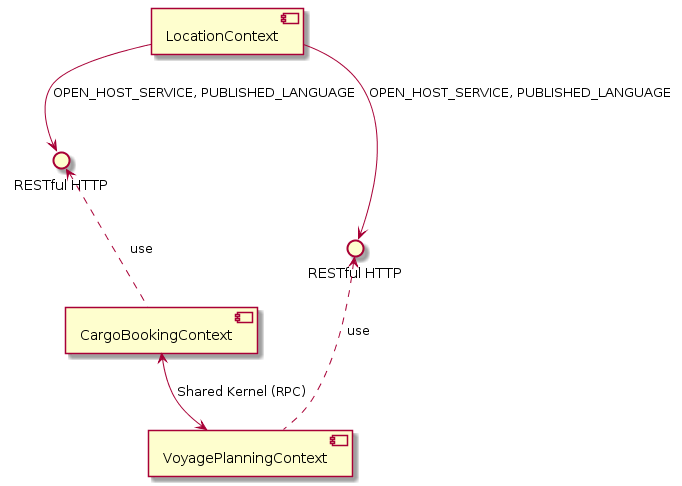 LocationContext
OPEN_HOST_SERVICE, PUBLISHED_LANGUAGE
OPEN_HOST_SERVICE, PUBLISHED_LANGUAGE
RESTful HTTP
use
RESTful HTTP
use
CargoBookingContext
Shared Kernel (RPC)
VoyagePlanningContext